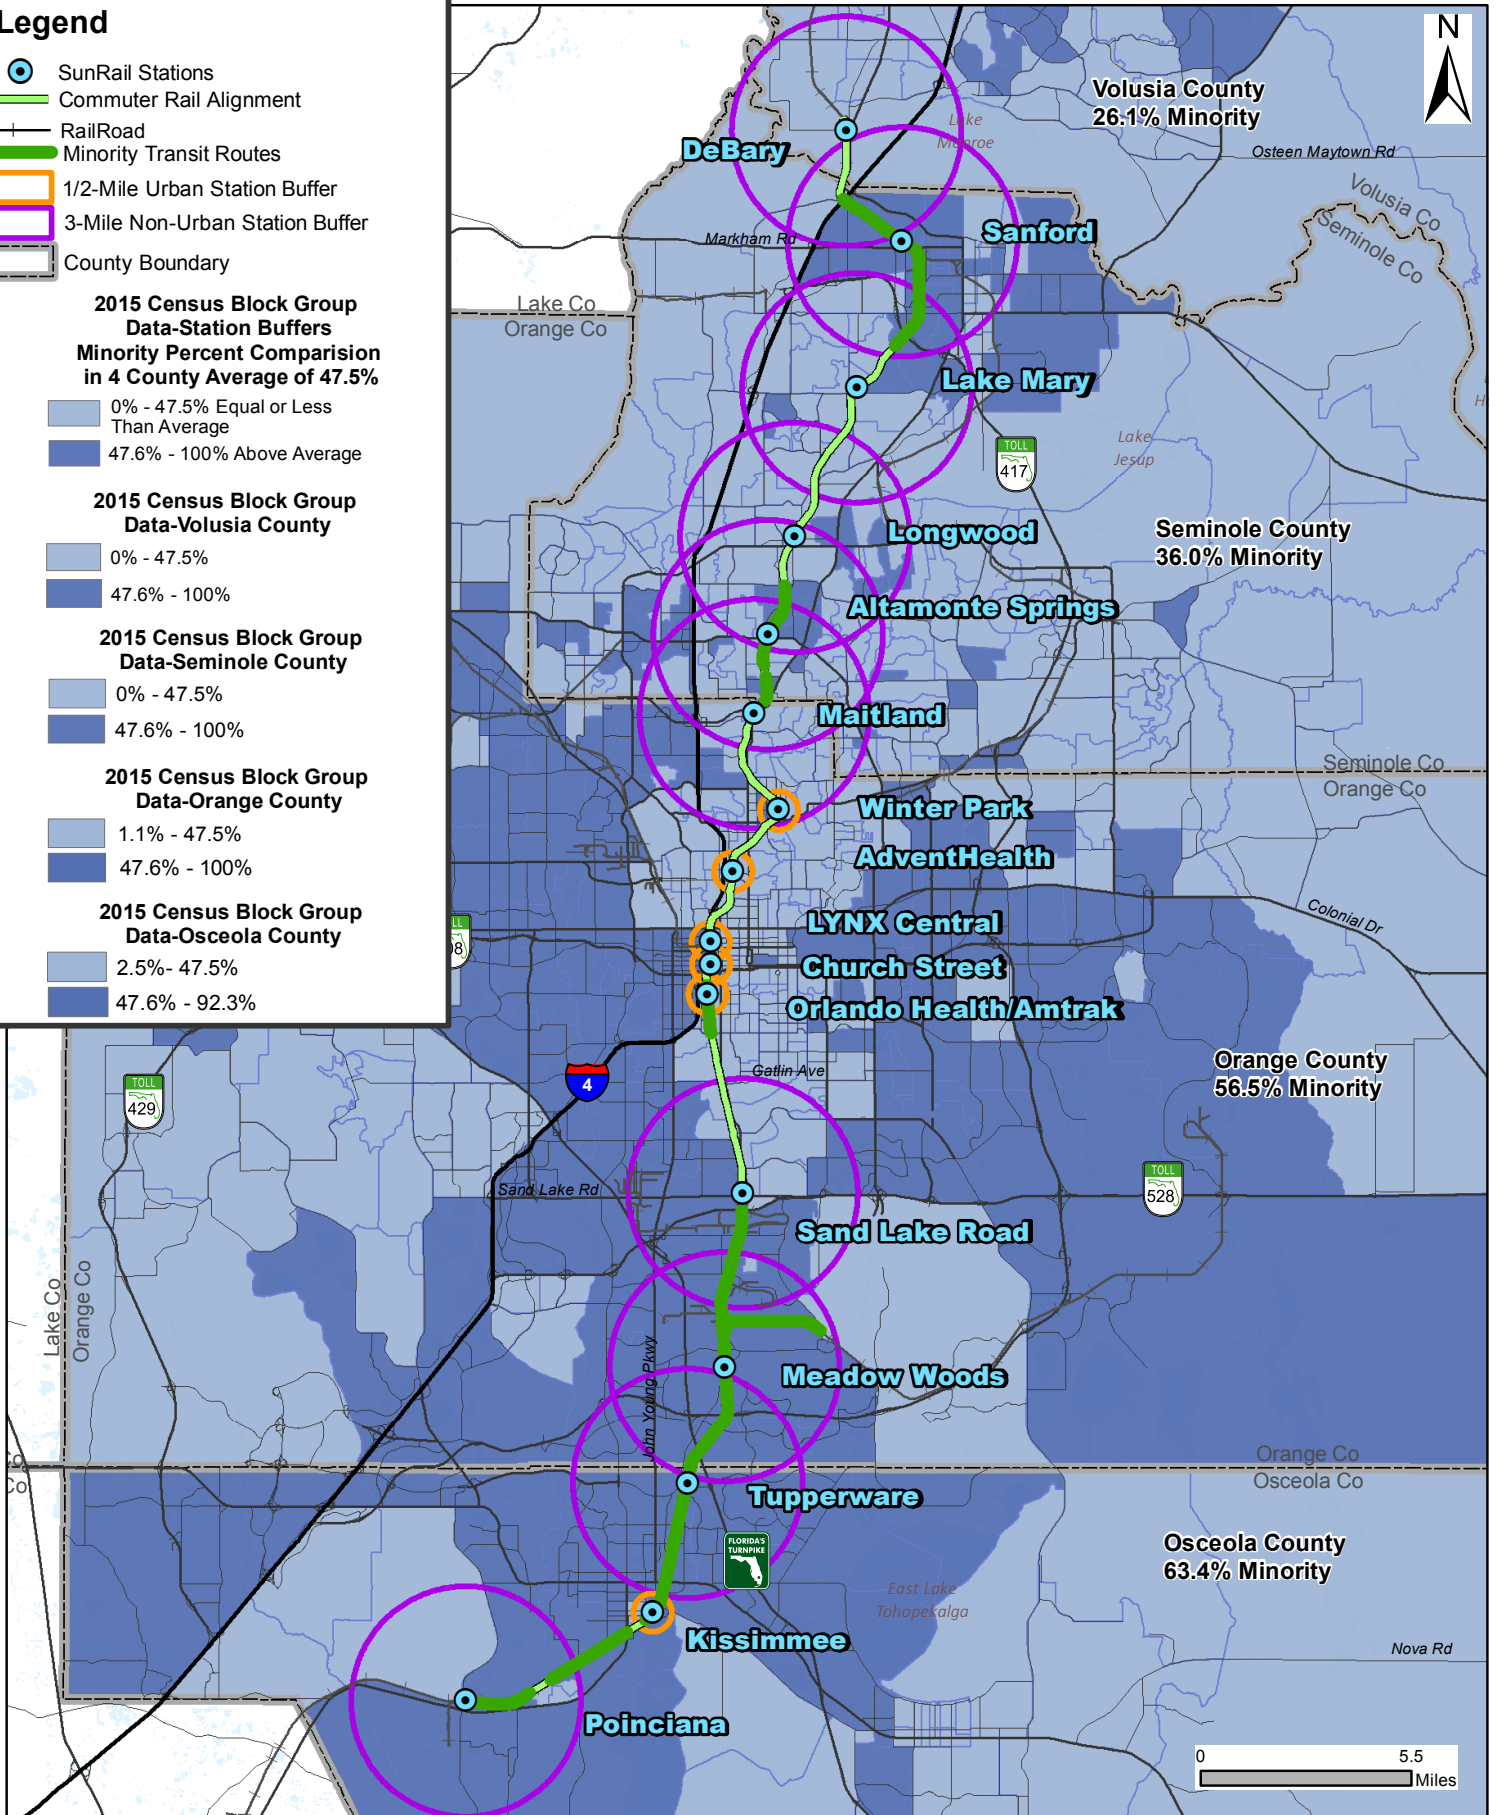 Legend
SunRail Stations
Commuter Rail Alignment
RailRoad
Minority Transit Routes
1/2-Mile Urban Station Buffer
3-Mile Non-Urban Station Buffer
County Boundary
2015 Census Block Group
Data-Station Buffers
Minority Percent Comparision
in 4 County Average of 47.5%
0% - 47.5% Equal or Less
Than Average
47.6% - 100% Above Average
2015 Census Block Group
Data-Volusia County
0% - 47.5%
47.6% - 100%
2015 Census Block Group
Data-Seminole County
0% - 47.5%
47.6% - 100%
2015 Census Block Group
Data-Orange County
1.1% - 47.5%
47.6% - 100%
2015 Census Block Group
Data-Osceola County
2.5%- 47.5%
47.6% - 92.3%
N
Volusia County
26.1% Minority
Lake
Monroe
DeBary
Osteen Maytown Rd
Volusia Co
Seminole Co
Markham Rd
Sanford
Lake Co
Orange Co
Lake Mary
H
Lake
Jesup
TOLL
417
Longwood
Seminole County
36.0% Minority
Altamonte Springs
Maitland
Seminole Co
Orange Co
Winter Park
AdventHealth
LL
08
LYNX Central
Colonial Dr
Church Street
Orlando Health/Amtrak
Gatlin Ave
Orange County
56.5% Minority
4
TOLL
429
Sand Lake Rd
TOLL
528
Sand Lake Road
Lake Co
Orange Co
John Young Pkwy
Meadow Woods
Orange Co
Osceola Co
Co
Co
Tupperware
FLORIDA'S
TURNPIKE
Osceola County
63.4% Minority
East Lake
Tohopekalga
Kissimmee
Nova Rd
Poinciana
0 5.5
Miles